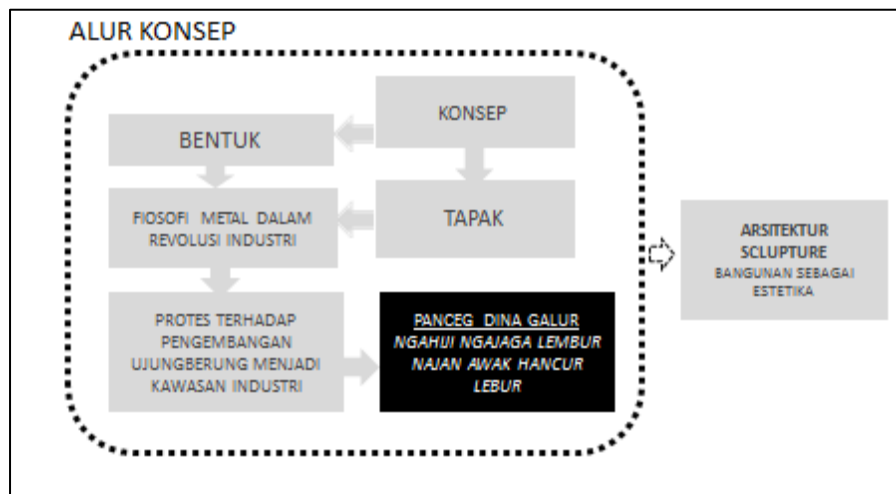 ALUR KONSEP
KONSEP
BENTUK
FIOSOFI METAL DALAM
REVOLUSI INDUSTRI
TAPAK
PROTES TERHADAP
PENGEMBANGAN
UJUNGBERUNG MENJADI
KAWASAN INDUSTRI
PANCEG DINA GALUR
NGAHIJI NGAJAGA LEMBUR
NAJAN AWAK HANCUR
LEBUR
ARSITEKTUR
SCLUPTURE
BANGUNAN SEBAGAI
ESTETIKA